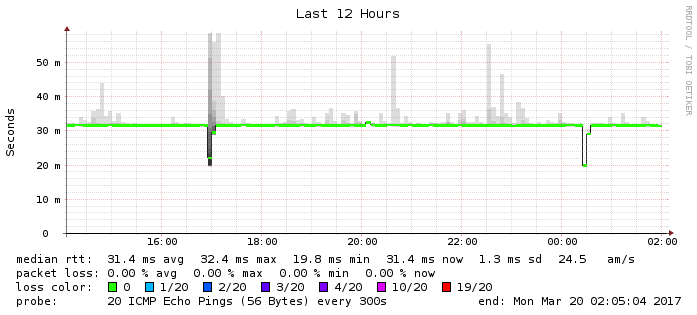 Last 12 Hours
RRDTOOL / TOBI OETIKER
Seconds
50 m
40 m
30 m
20 m
10 m
0
16:00 18:00 20:00 22:00 00:00 02:00
median rtt: 31.4 ms avg 32.4 ms max 19.8 ms min 31.4 ms now 1.3 ms sd 24.5 am/s
packet loss: 0.00 % avg 0.00 % max 0.00 % min 0.00 % now
loss color: 0 1/20 2/20 3/20 4/20 10/20 19/20
probe: 20 ICMP Echo Pings (56 Bytes) every 300s end: Mon Mar 20 02:05:04 2017